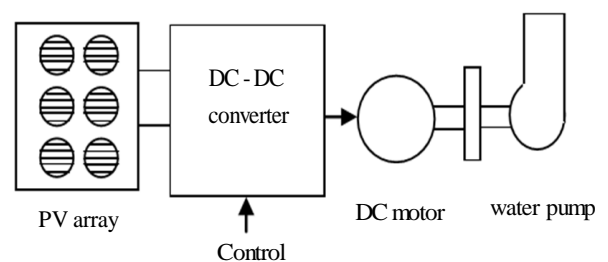 DC - DC
converter
PV array
DC motor
water pump
Control